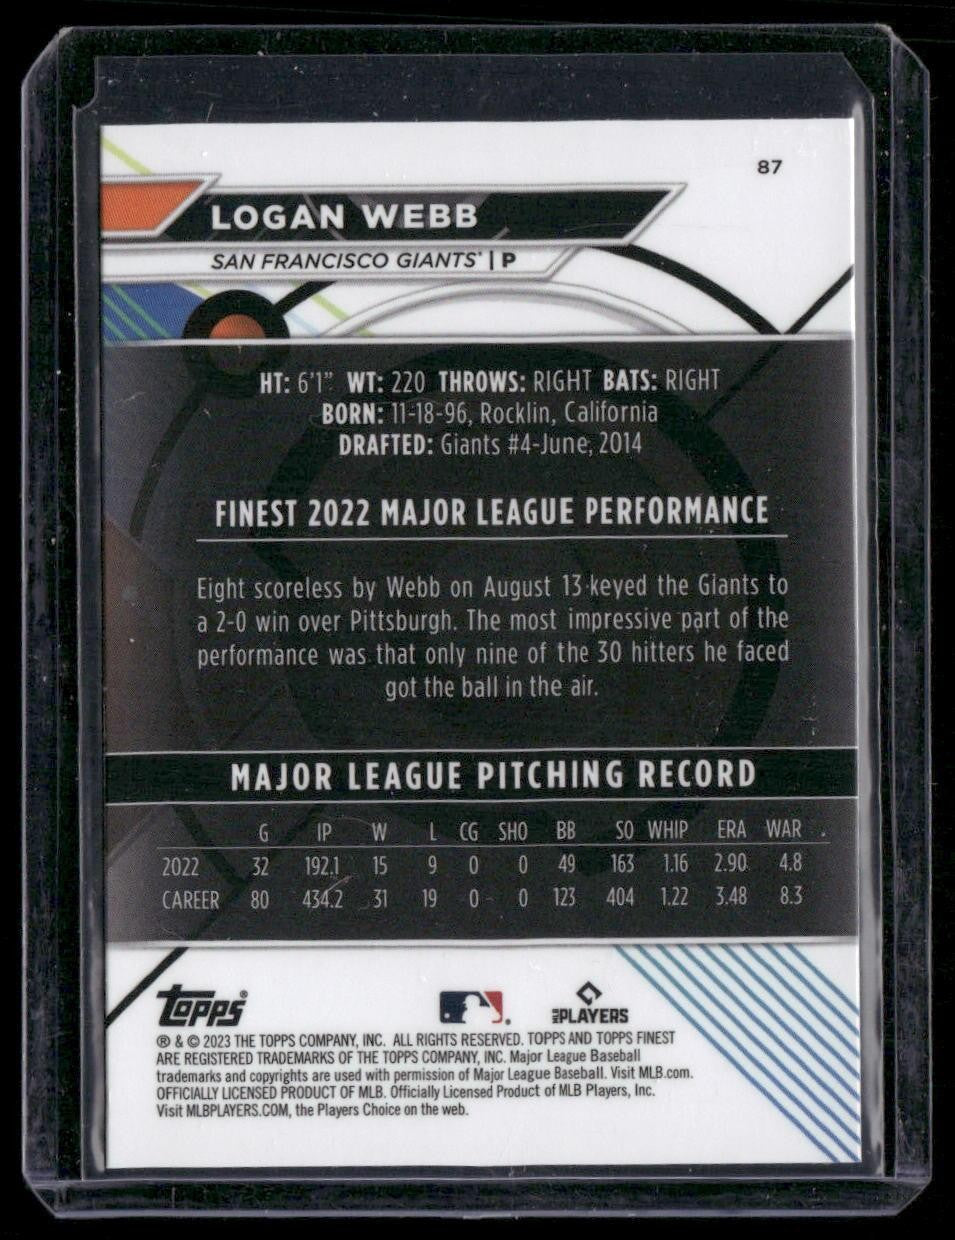 87
LOGAN WEBB
SAN FRANCISCO GIANTS | P
HT: 6'1" WT: 220 THROWS: RIGHT BATS: RIGHT
BORN: 11-18-96, Rocklin, California
DRAFTED: Giants #4-June, 2014
FINEST 2022 MAJOR LEAGUE PERFORMANCE
Eight scoreless by Webb on August 13 keyed the Giants to
a 2-0 win over Pittsburgh. The most impressive part of the
performance was that only nine of the 30 hitters he faced
got the ball in the air.
MAJOR LEAGUE PITCHING RECORD
G IP W L CG SHO BB SO WHIP ERA WAR
2022 32 192.1 15 9 0 0 49 163 1.16 2.90 4.8
CAREER 80 434.2 31 19 0 0 123 404 1.22 3.48 8.3
Topps® MLB PLAYERS
® & © 2023 THE TOPPS COMPANY, INC. ALL RIGHTS RESERVED. TOPPS AND TOPPS FINEST
ARE REGISTERED TRADEMARKS OF THE TOPPS COMPANY, INC. Major League Baseball
trademarks and copyrights are used with permission of Major League Baseball. Visit MLB.com.
OFFICIALLY LICENSED PRODUCT OF MLB. Officially Licensed Product of MLB Players, Inc.
Visit MLBPLAYERS.COM, the Players Choice on the web.